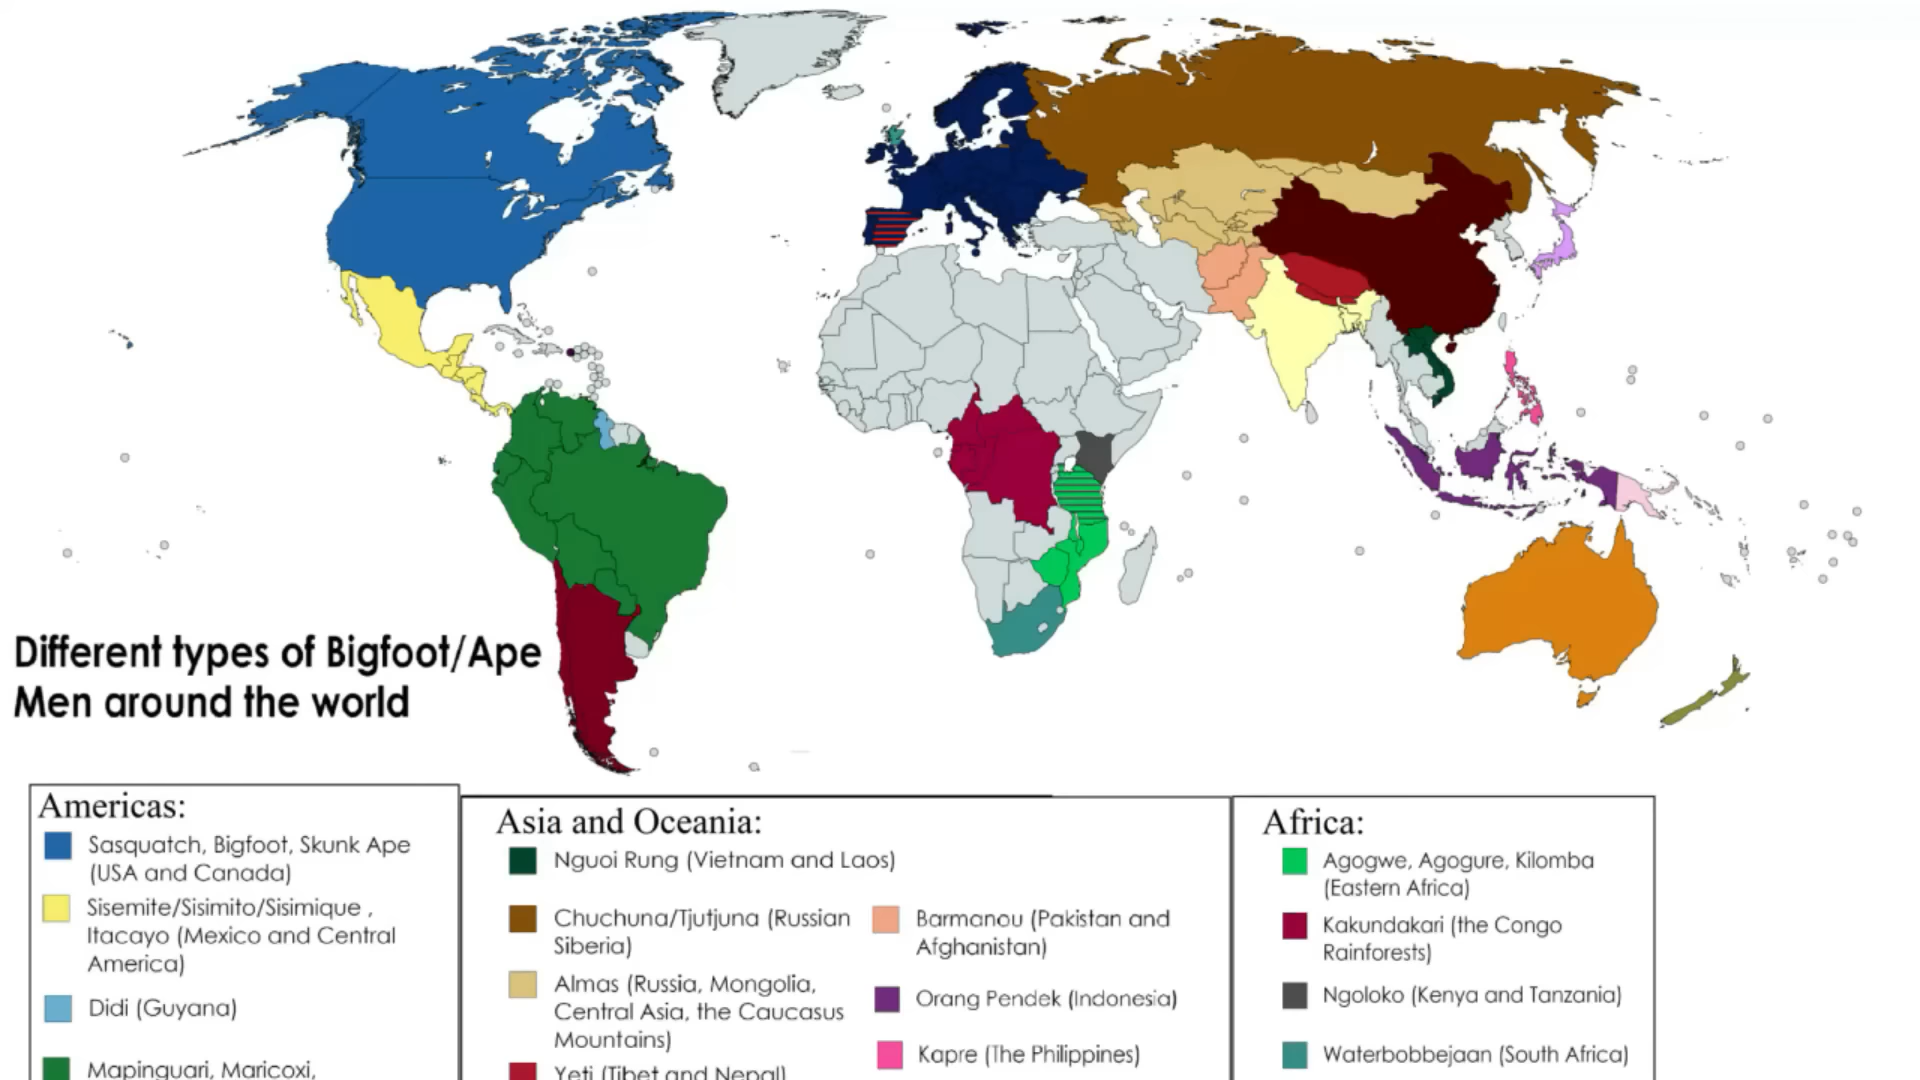 Different types of Bigfoot/Ape
Men around the world
Americas:
Sasquatch, Bigfoot, Skunk Ape
(USA and Canada)
Sisemite/Sisimito/Sisimique ,
Itacayo (Mexico and Central
America)
Didi (Guyana)
Mapinguari, Maricoxi,
Asia and Oceania:
Nguoi Rung (Vietnam and Laos)
Chuchuna/Tjutjuna (Russian
Siberia)
Almas (Russia, Mongolia,
Central Asia, the Caucasus
Mountains)
Yeti (Tibet and Nepal)
Barmanou (Pakistan and
Afghanistan)
Orang Pendek (Indonesia)
Kapre (The Philippines)
Africa:
Agogwe, Agogure, Kilomba
(Eastern Africa)
Kakundakari (the Congo
Rainforests)
Ngoloko (Kenya and Tanzania)
Waterbobbejaan (South Africa)